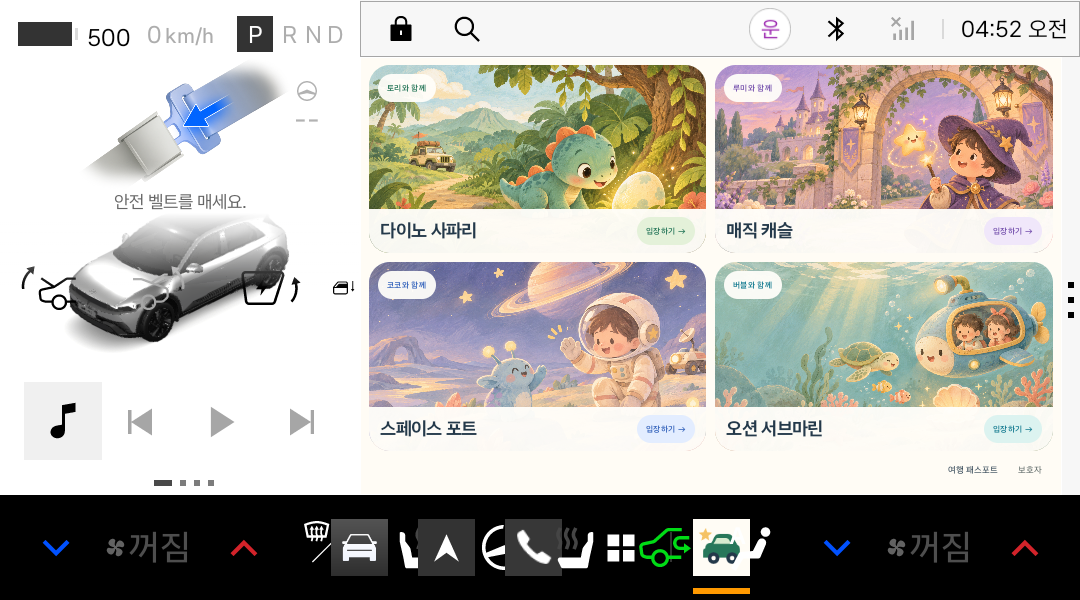 500
0 km/h
P R N D
안전 벨트를 매세요.
운
04:52 오전
토리와 함께
다이노 사파리
입장하기 →
루미와 함께
매직 캐슬
입장하기 →
코코와 함께
스페이스 포트
입장하기 →
버블와 함께
오션 서브마린
입장하기 →
여행 패스포트
보호자
꺼짐
꺼짐